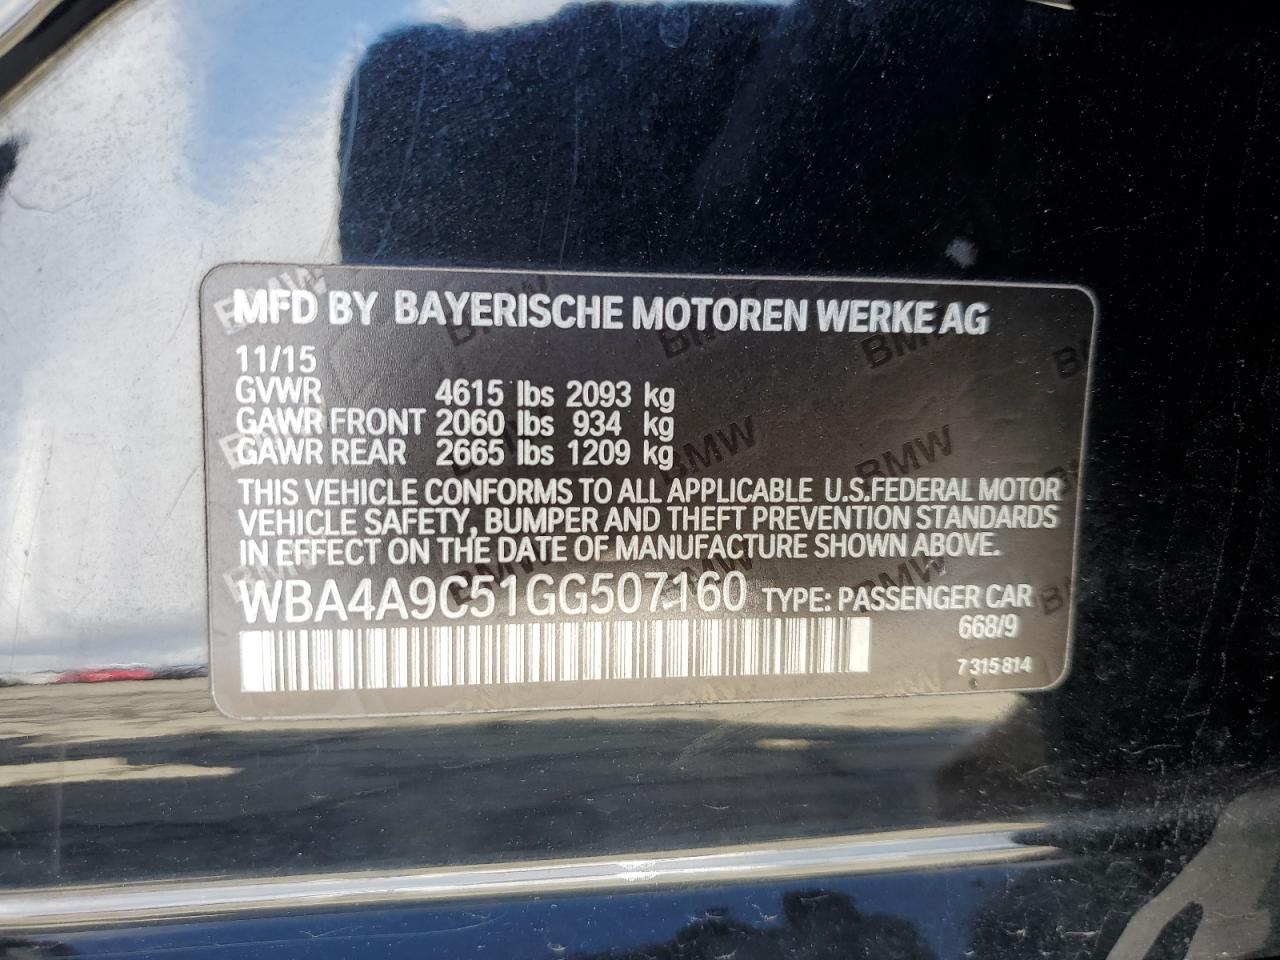 MFD BY BAYERISCHE MOTOREN WERKE AG
11/15
GVWR 4615 lbs 2093 kg
GAWR FRONT 2060 lbs 934 kg
GAWR REAR 2665 lbs 1209 kg
THIS VEHICLE CONFORMS TO ALL APPLICABLE U.S.FEDERAL MOTOR
VEHICLE SAFETY, BUMPER AND THEFT PREVENTION STANDARDS
IN EFFECT ON THE DATE OF MANUFACTURE SHOWN ABOVE.
WBA4A9C51GG507160 TYPE: PASSENGER CAR
668/9
7 315 814